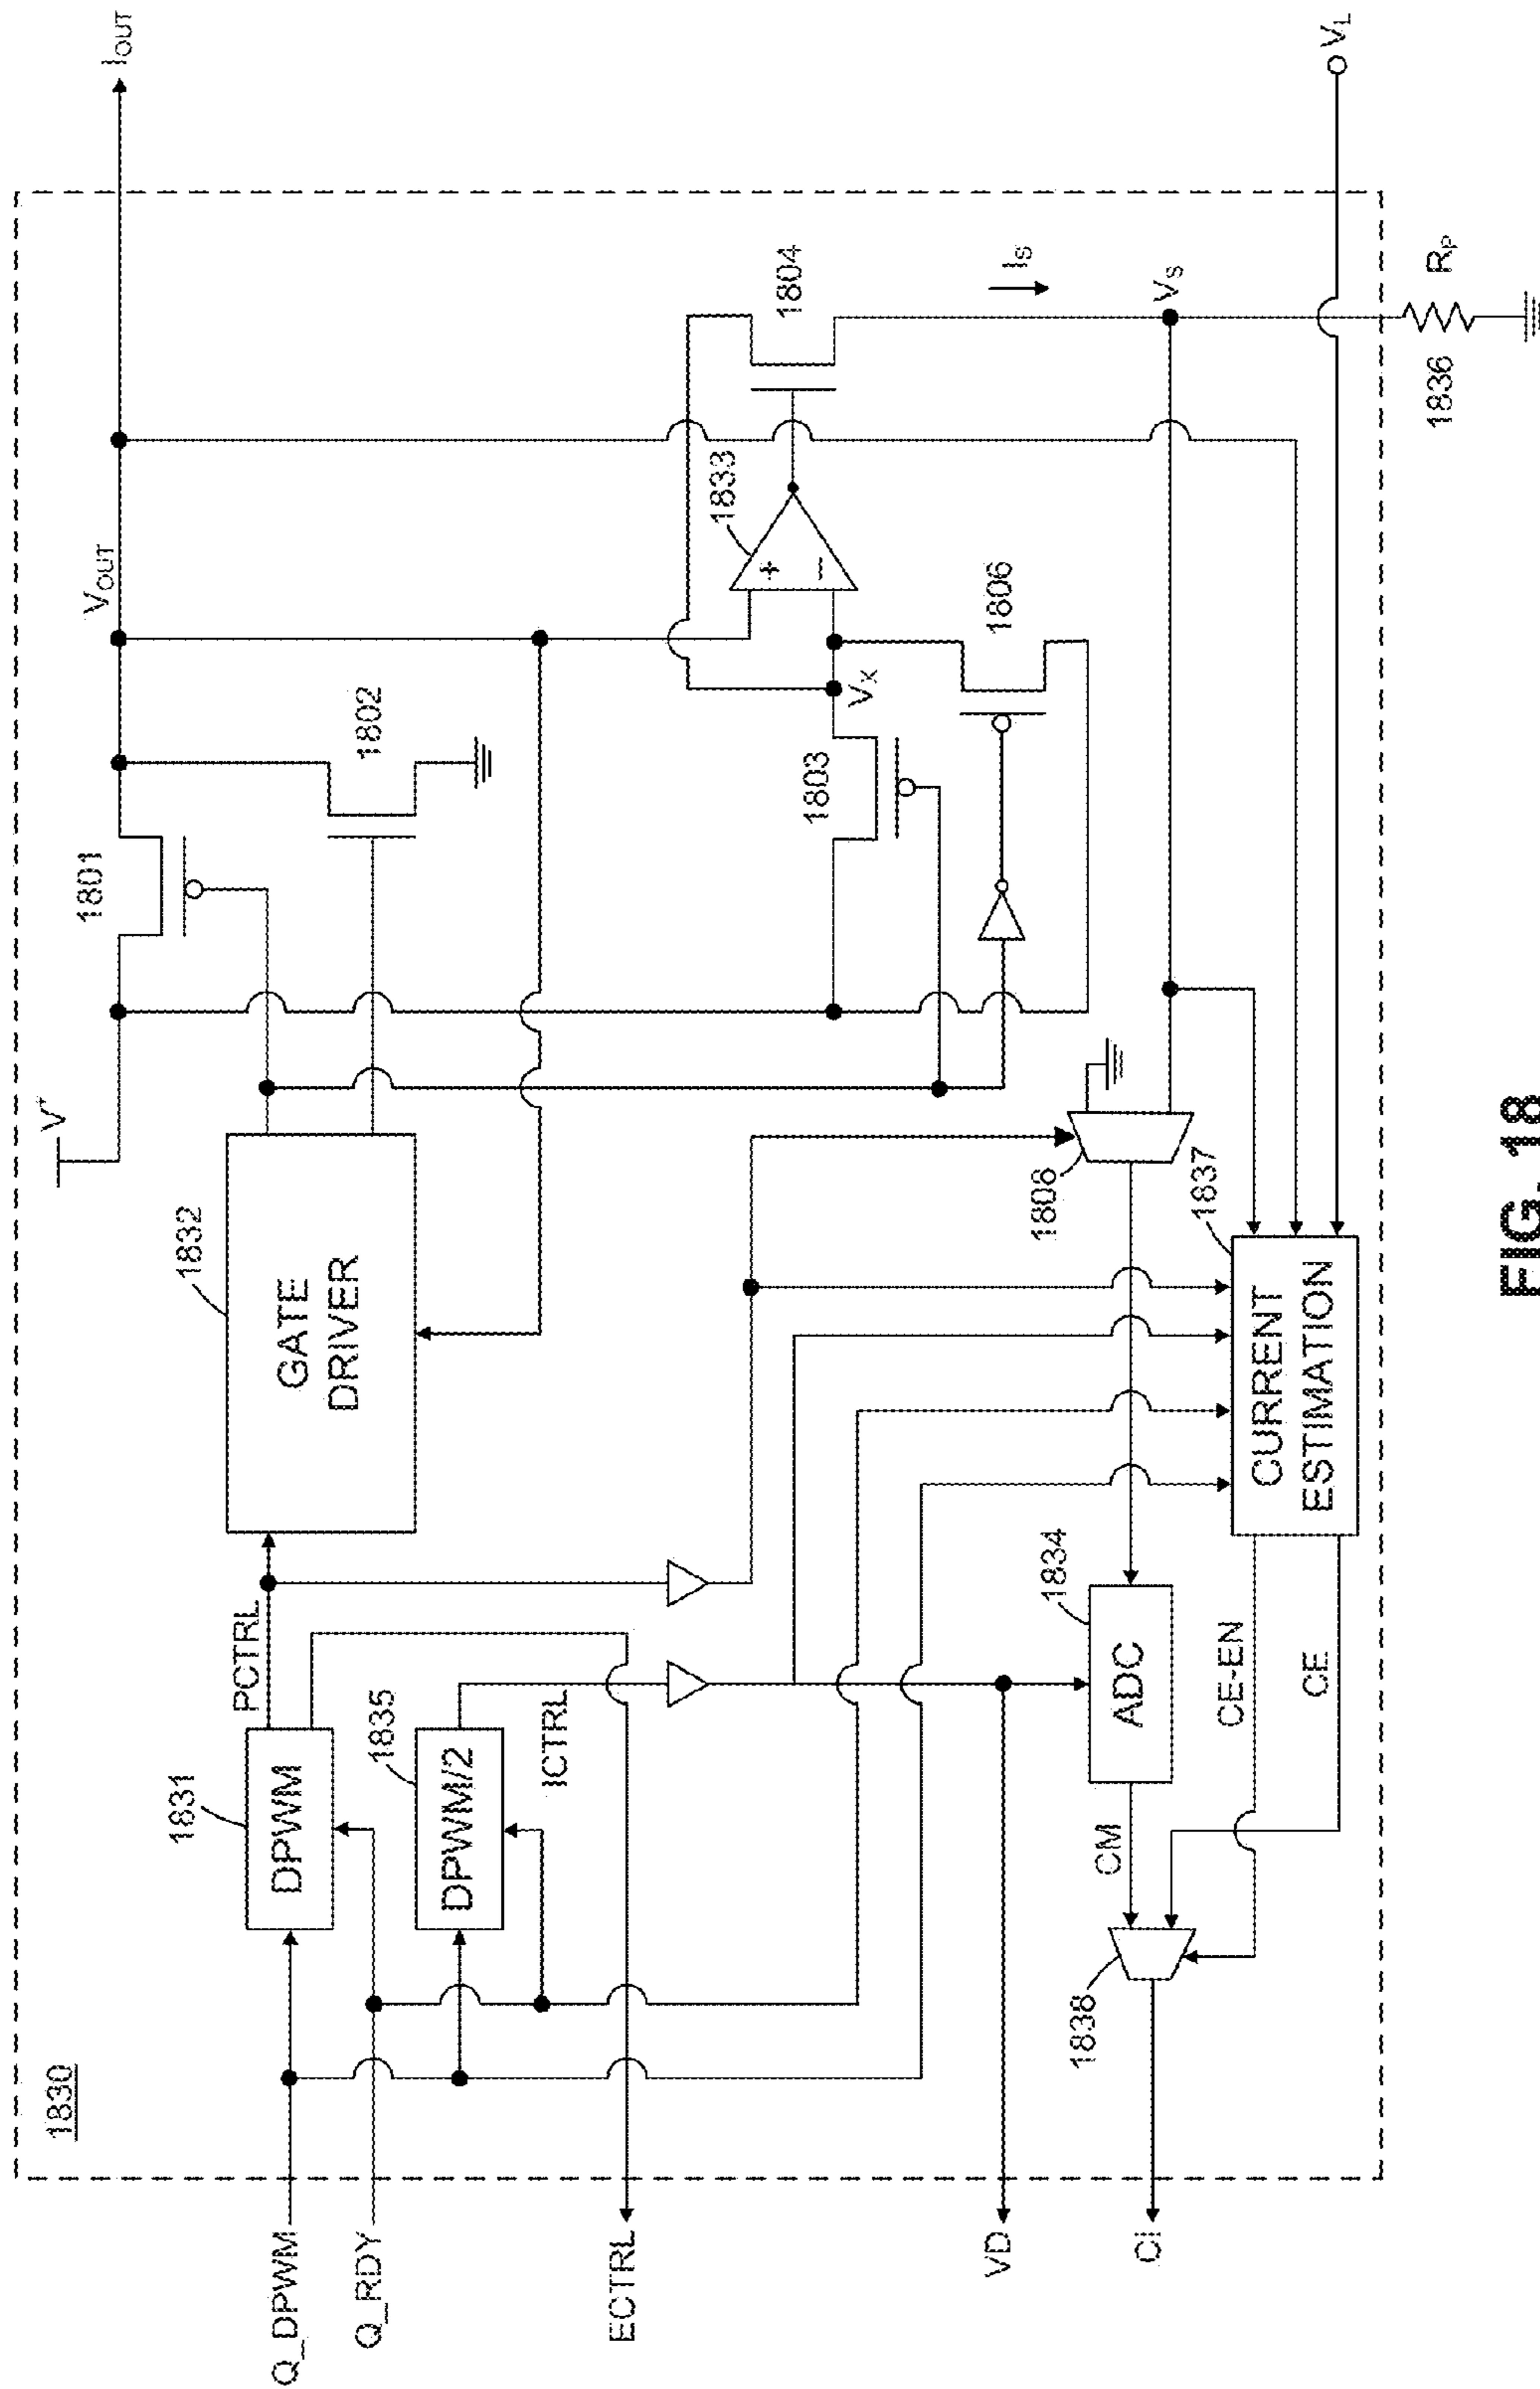 1830
Q_DPWM
Q_RDY
ECTRL
VD
CI
1831
DPWM
PCTRL
1835
DPWM/2
ICTRL
1832
GATE
DRIVER
V+
1801
1802
VOUT
IOUT
1803
VX
1806
1833
+
−
1804
IS
VS
1808
1838
CM
1834
ADC
CE-EN
CE
1837
CURRENT
ESTIMATION
1836
RP
VL
FIG. 18